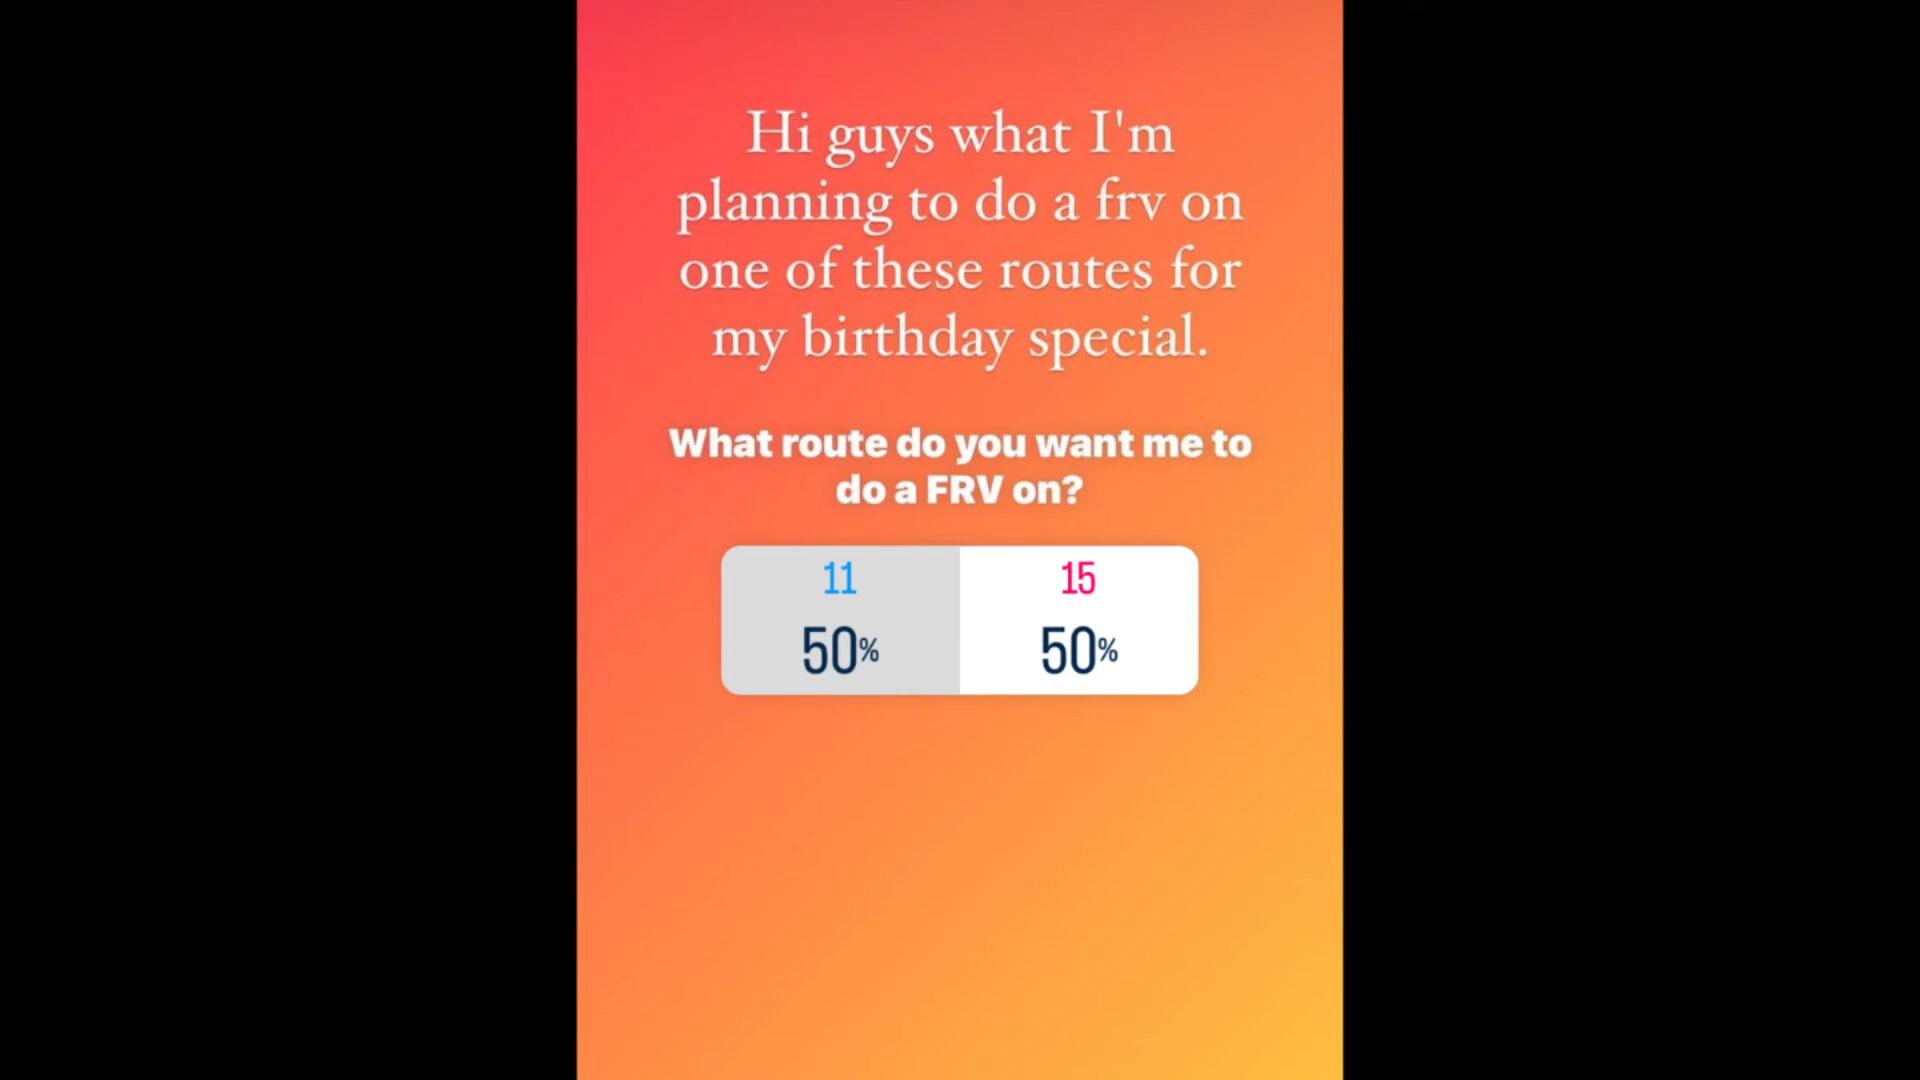 Hi guys what I'm
planning to do a frv on
one of these routes for
my birthday special.
What route do you want me to
do a FRV on?
11 15
50% 50%